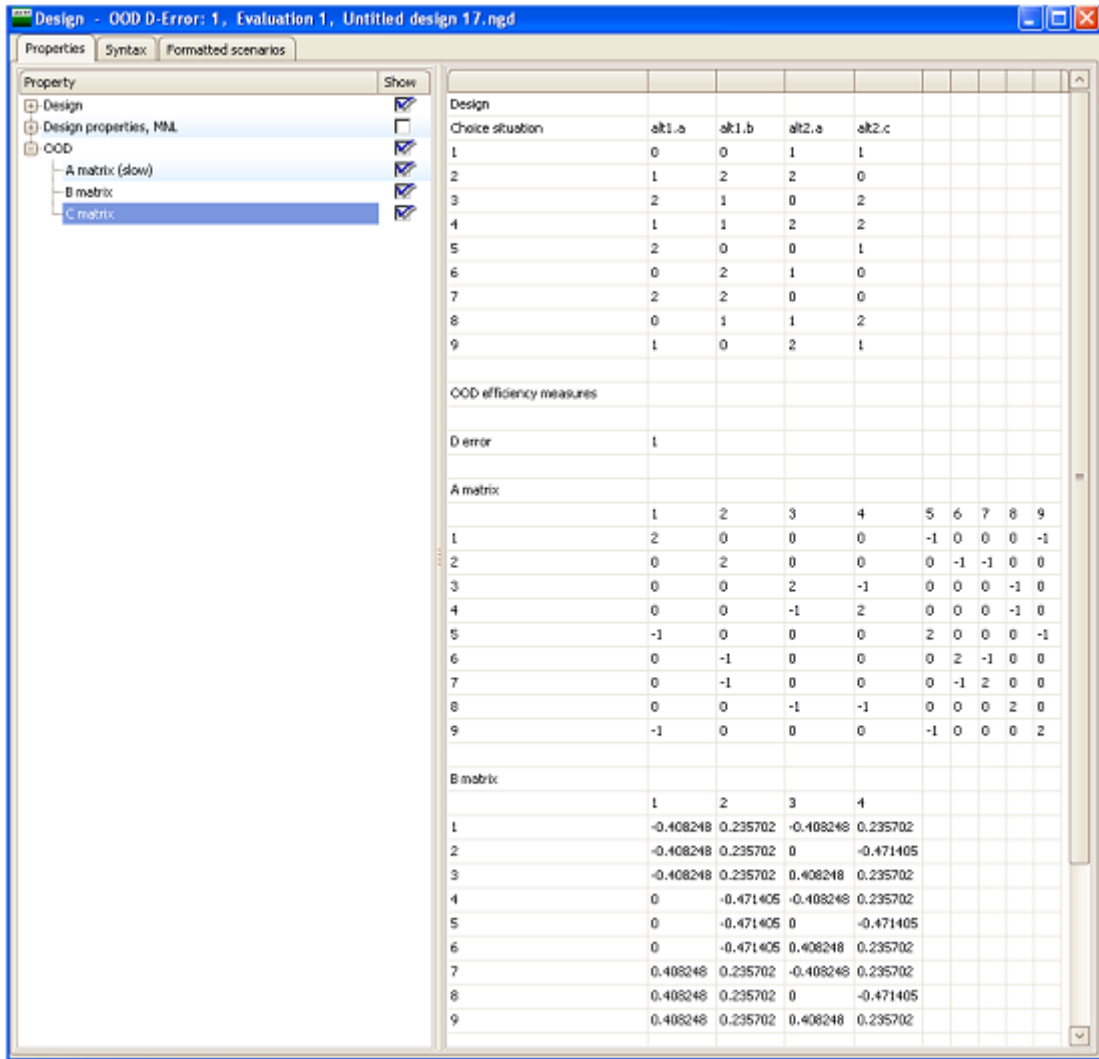 Design - OOD D-Error: 1, Evaluation 1, Untitled design 17.ngd
Properties Syntax Formatted scenarios
Property Show
Design
Design properties, MNL
OOD
A matrix (slow)
B matrix
C matrix
Design
Choice situation alt1.a alt1.b alt2.a alt2.c
1 0 0 1 1
2 1 2 2 0
3 2 1 0 2
4 1 1 2 2
5 2 0 0 1
6 0 2 1 0
7 2 2 0 0
8 0 1 1 2
9 1 0 2 1
OOD efficiency measures
D error 1
A matrix
1 2 3 4 5 6 7 8 9
1 2 0 0 0 -1 0 0 0 -1
2 0 2 0 0 0 -1 -1 0 0
3 0 0 2 -1 0 0 0 -1 0
4 0 0 -1 2 0 0 0 -1 0
5 -1 0 0 0 2 0 0 0 -1
6 0 -1 0 0 0 2 -1 0 0
7 0 -1 0 0 0 -1 2 0 0
8 0 0 -1 -1 0 0 0 2 0
9 -1 0 0 0 -1 0 0 0 2
B matrix
1 2 3 4
1 -0.408248 0.235702 -0.408248 0.235702
2 -0.408248 0.235702 0 -0.471405
3 -0.408248 0.235702 0.408248 0.235702
4 0 -0.471405 -0.408248 0.235702
5 0 -0.471405 0 -0.471405
6 0 -0.471405 0.408248 0.235702
7 0.408248 0.235702 -0.408248 0.235702
8 0.408248 0.235702 0 -0.471405
9 0.408248 0.235702 0.408248 0.235702